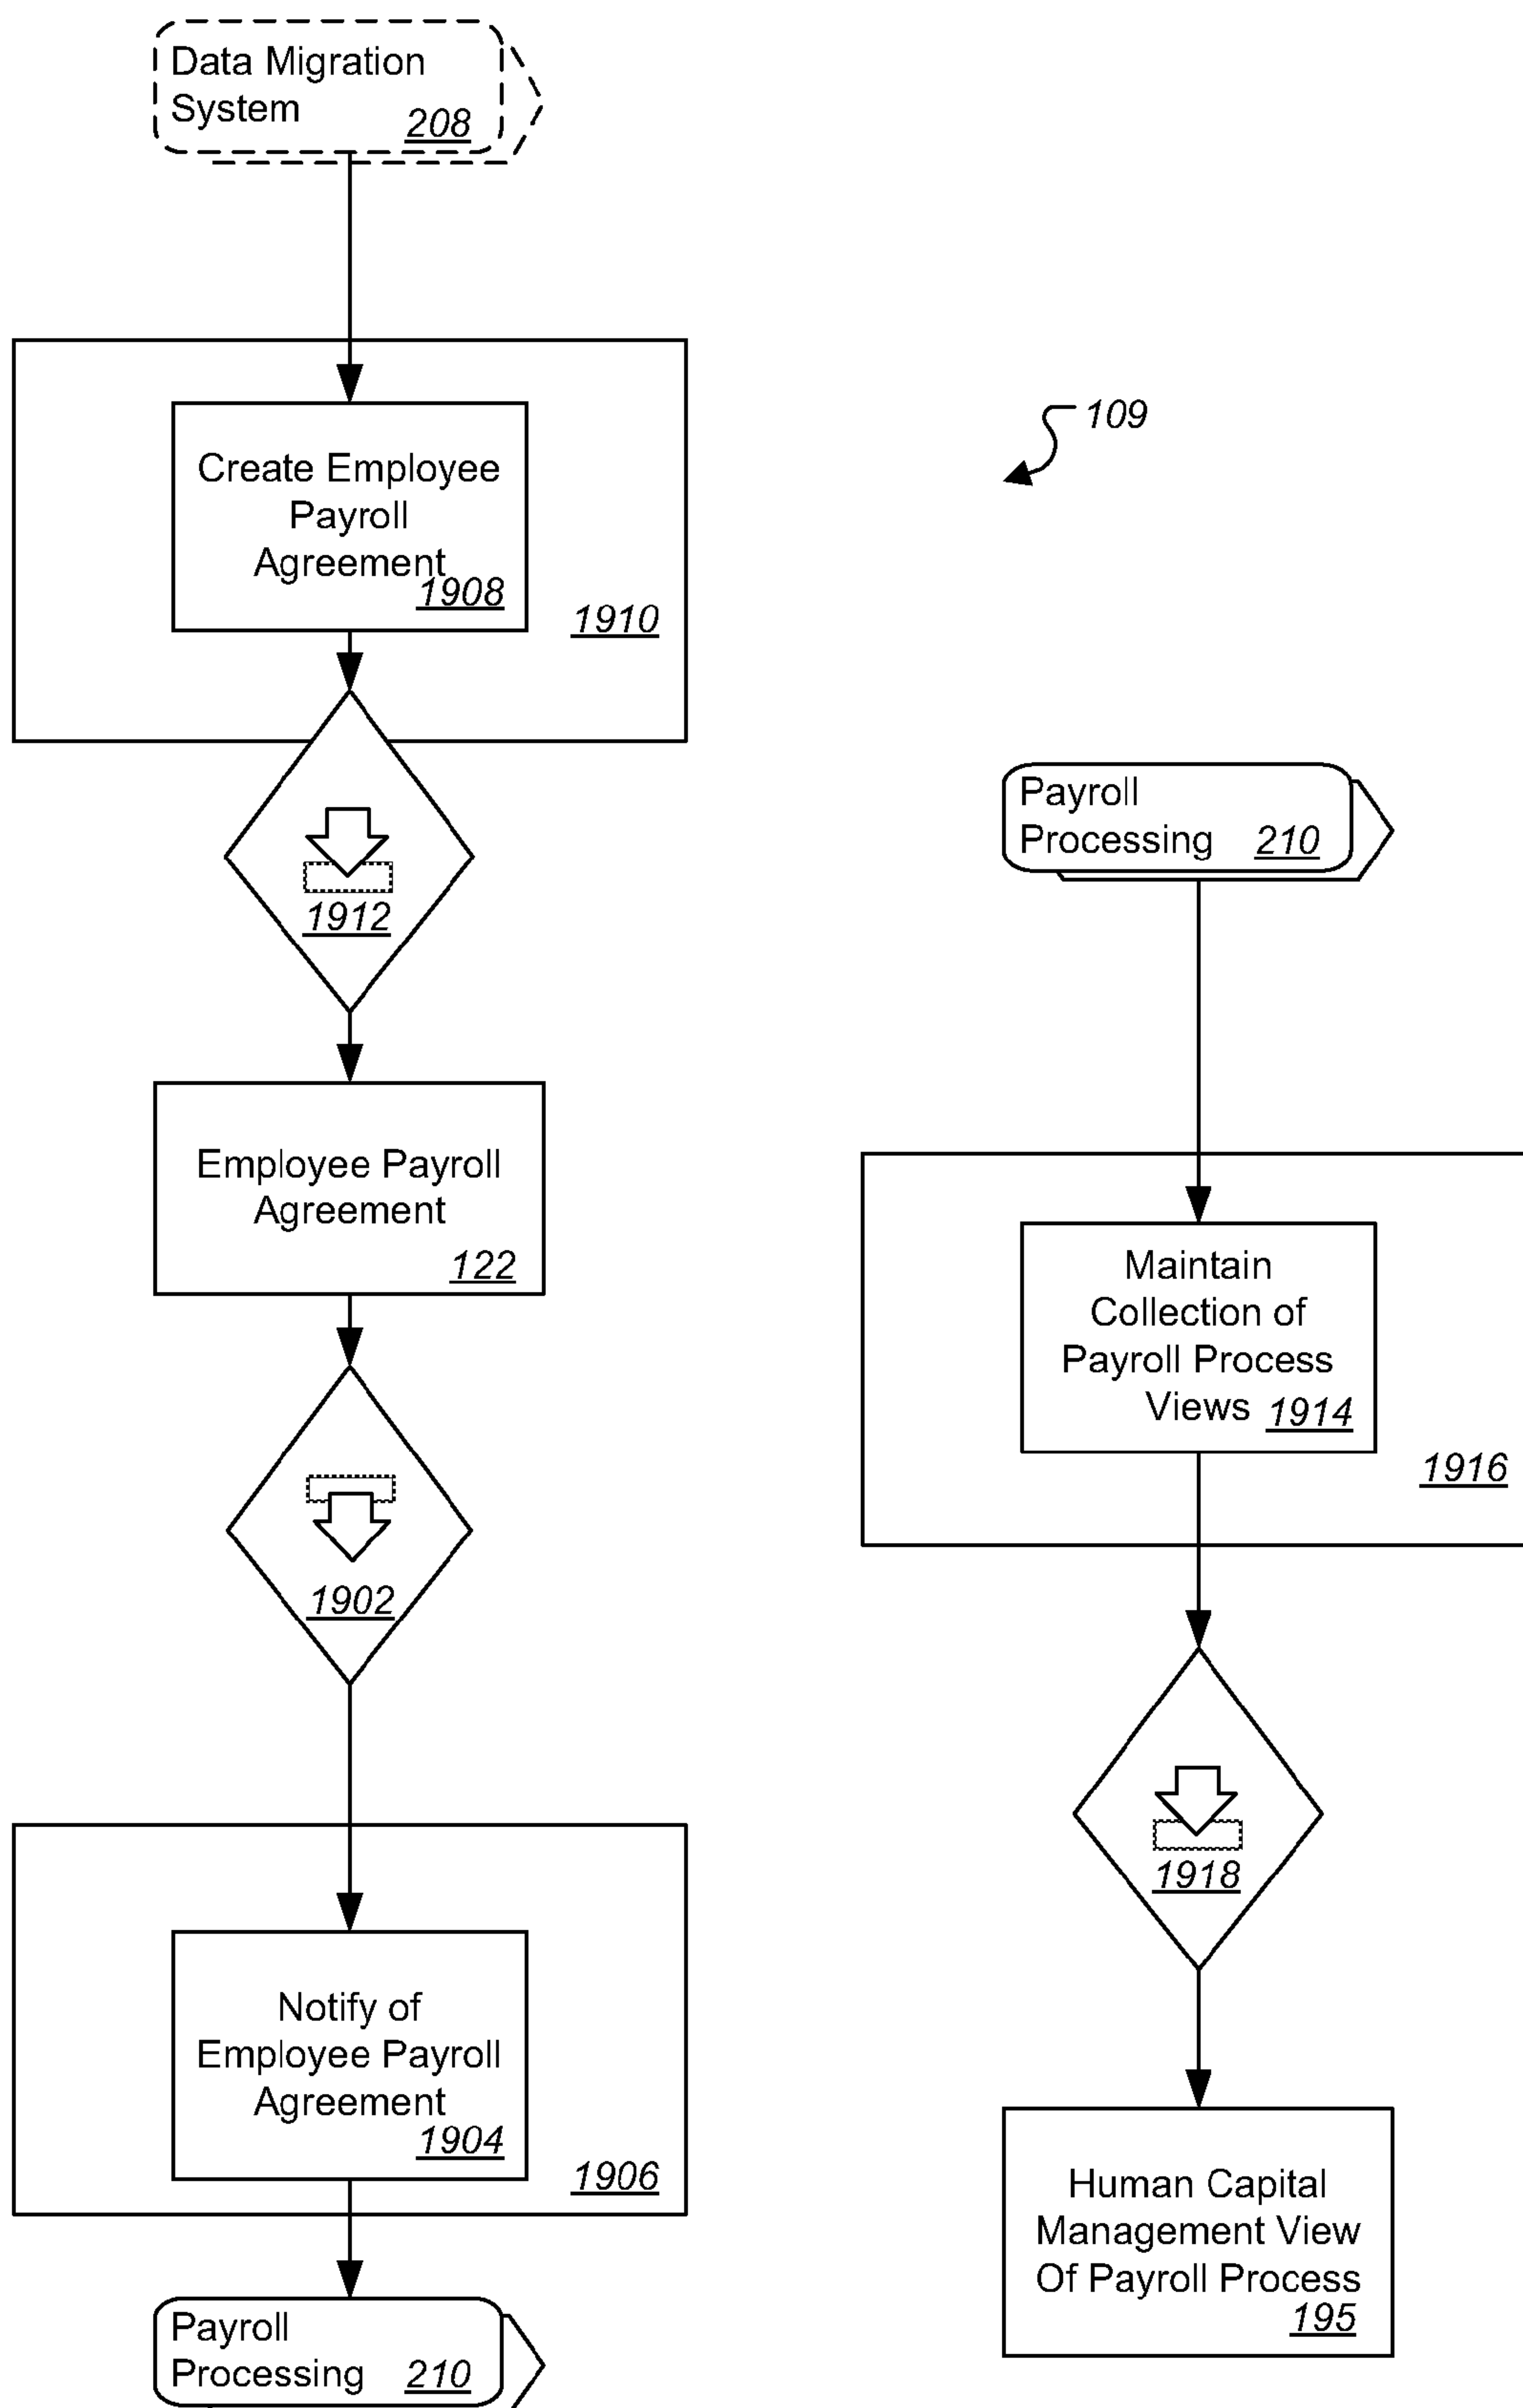 Data Migration
System 208
Create Employee
Payroll
Agreement
1908
1910
1912
Employee Payroll
Agreement
122
1902
Notify of
Employee Payroll
Agreement
1904
1906
Payroll
Processing 210
109
Payroll
Processing 210
Maintain
Collection of
Payroll Process
Views 1914
1916
1918
Human Capital
Management View
Of Payroll Process
195